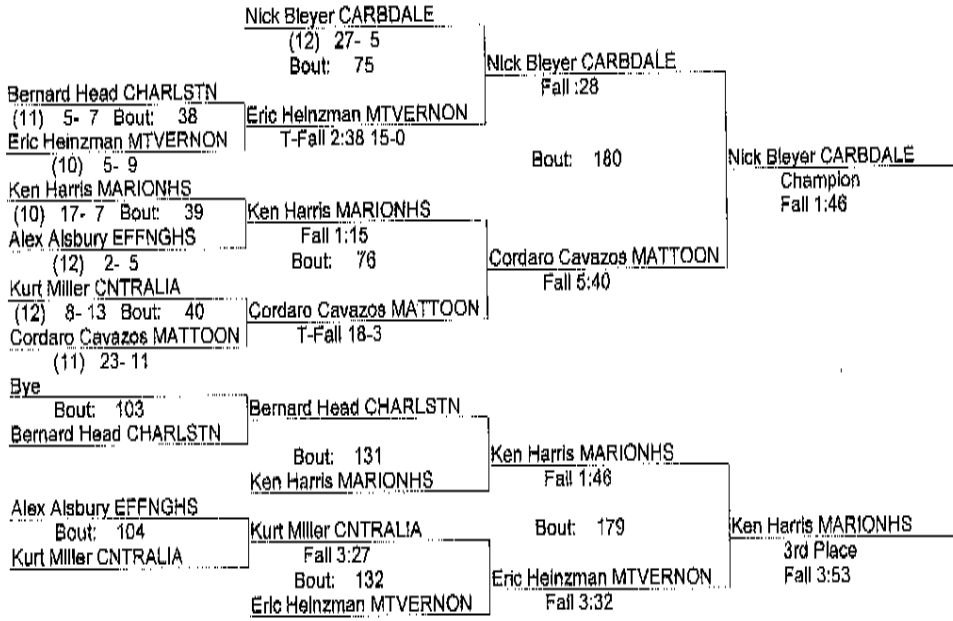 Nick Bleyer CARBDALE
(12) 27- 5
Bout: 75
Nick Bleyer CARBDALE
Fall :28
Bernard Head CHARLSTN
(11) 5- 7 Bout: 38
Eric Heinzman MTVERNON
T-Fall 2:38 15-0
Eric Heinzman MTVERNON
(10) 5- 9
Bout: 180
Nick Bleyer CARBDALE
Champion
Fall 1:46
Ken Harris MARIONHS
(10) 17- 7 Bout: 39
Ken Harris MARIONHS
Fall 1:15
Bout: 76
Alex Alsbury EFFNGHS
(12) 2- 5
Cordaro Cavazos MATTOON
Fall 5:40
Kurt Miller CNTRALIA
(12) 8- 13 Bout: 40
Cordaro Cavazos MATTOON
T-Fall 18-3
Cordaro Cavazos MATTOON
(11) 23- 11
Bye
Bout: 103
Bernard Head CHARLSTN
Bernard Head CHARLSTN
Bout: 131
Ken Harris MARIONHS
Ken Harris MARIONHS
Fall 1:46
Alex Alsbury EFFNGHS
Bout: 104
Kurt Miller CNTRALIA
Kurt Miller CNTRALIA
Fall 3:27
Bout: 132
Eric Heinzman MTVERNON
Bout: 179
Eric Heinzman MTVERNON
Fall 3:32
Ken Harris MARIONHS
3rd Place
Fall 3:53